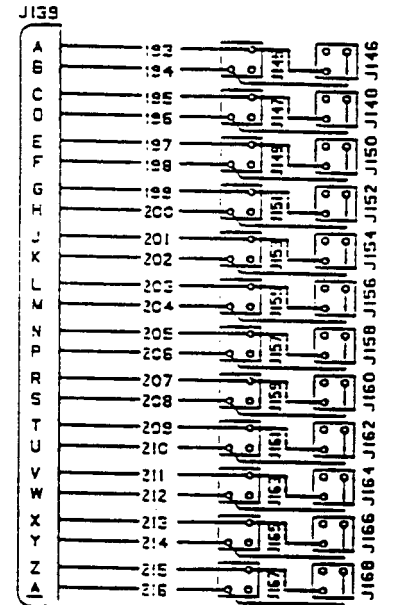 J139
A 193 J145 J146
B 194
C 195 J147 J140
D 196
E 197 J149 J150
F 198
G 199 J151 J152
H 200
J 201 J153 J154
K 202
L 203 J155 J156
M 204
N 205 J157 J158
P 206
R 207 J159 J160
S 208
T 209 J161 J162
U 210
V 211 J163 J164
W 212
X 213 J165 J166
Y 214
Z 215 J167 J168
A 216